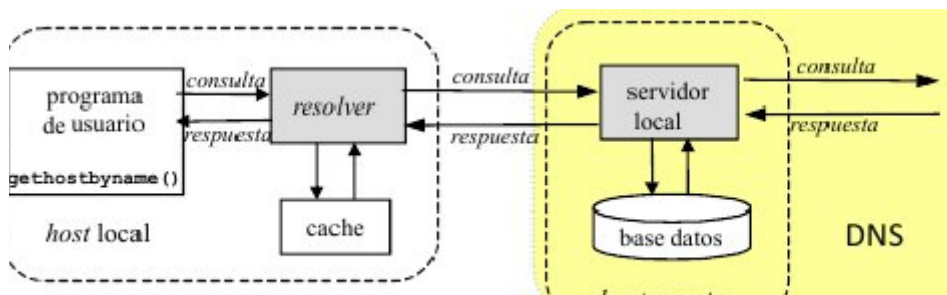 consulta
consulta
consulta
programa
de usuario
resolver
servidor
local
respuesta
respuesta
respuesta
gethostbyname()
cache
base datos
host local
DNS